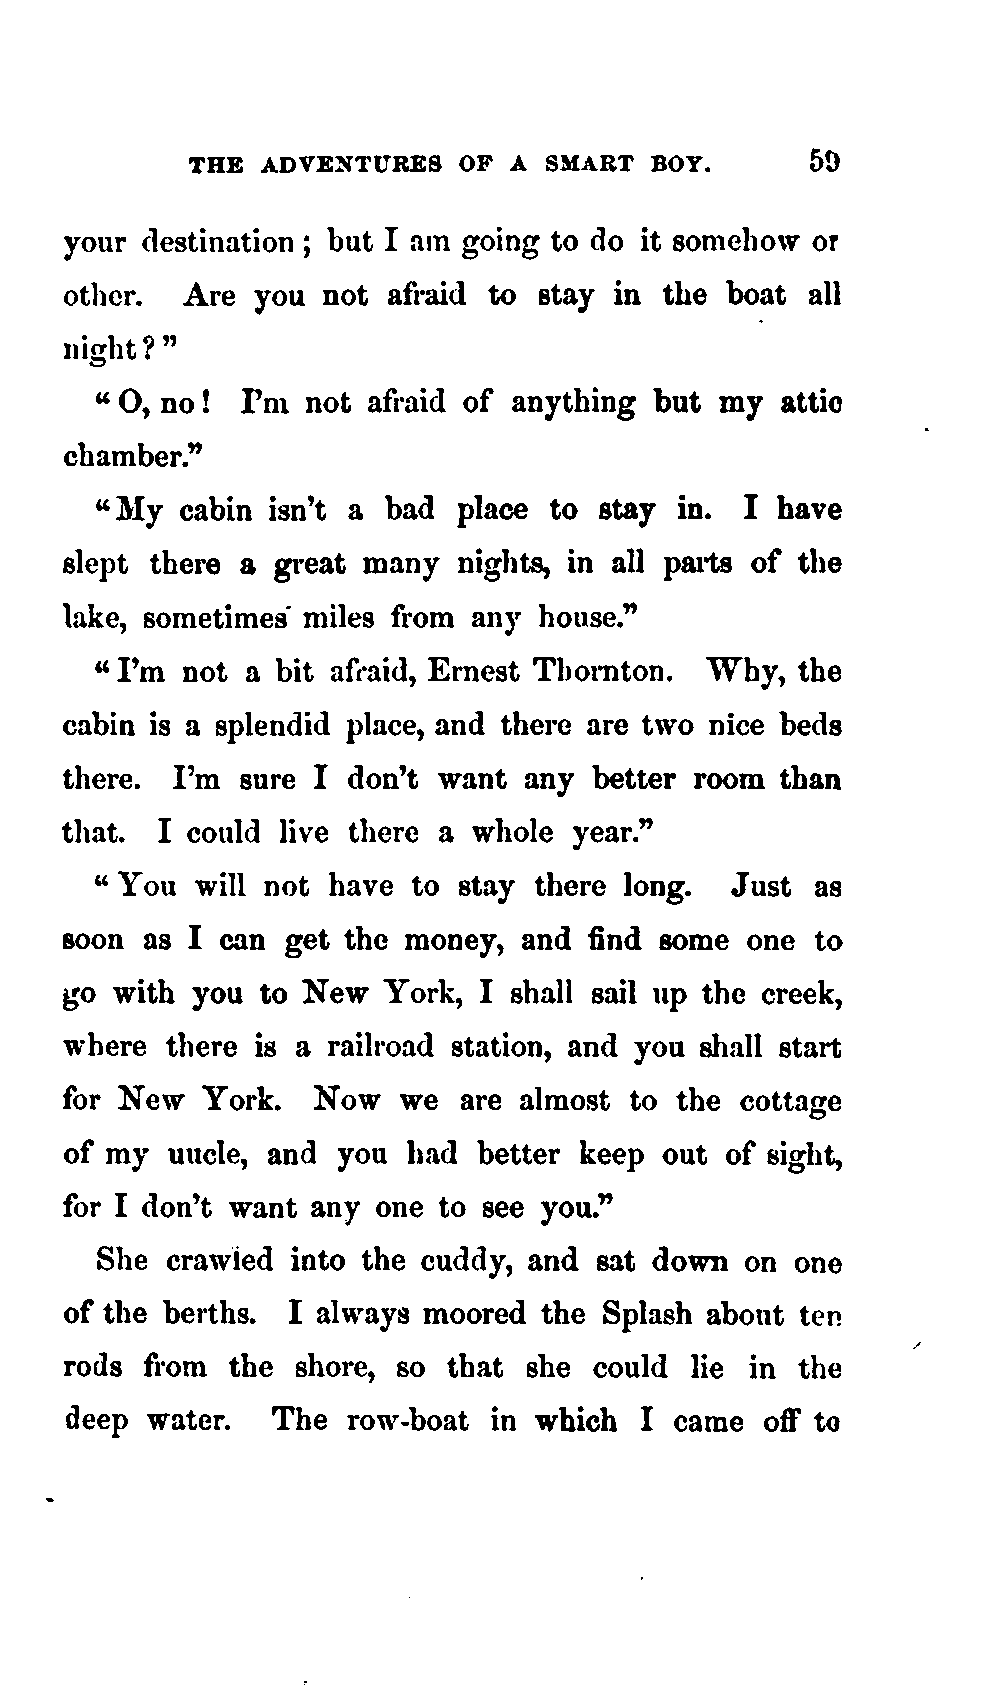 THE ADVENTURES OF A SMART BOY. 59
your destination; but I am going to do it somehow or
other. Are you not afraid to stay in the boat all
night?"
"O, no! I'm not afraid of anything but my attic
chamber."
"My cabin isn't a bad place to stay in. I have
slept there a great many nights, in all parts of the
lake, sometimes miles from any house."
"I'm not a bit afraid, Ernest Thornton. Why, the
cabin is a splendid place, and there are two nice beds
there. I'm sure I don't want any better room than
that. I could live there a whole year."
"You will not have to stay there long. Just as
soon as I can get the money, and find some one to
go with you to New York, I shall sail up the creek,
where there is a railroad station, and you shall start
for New York. Now we are almost to the cottage
of my uncle, and you had better keep out of sight,
for I don't want any one to see you."
She crawled into the cuddy, and sat down on one
of the berths. I always moored the Splash about ten
rods from the shore, so that she could lie in the
deep water. The row-boat in which I came off to